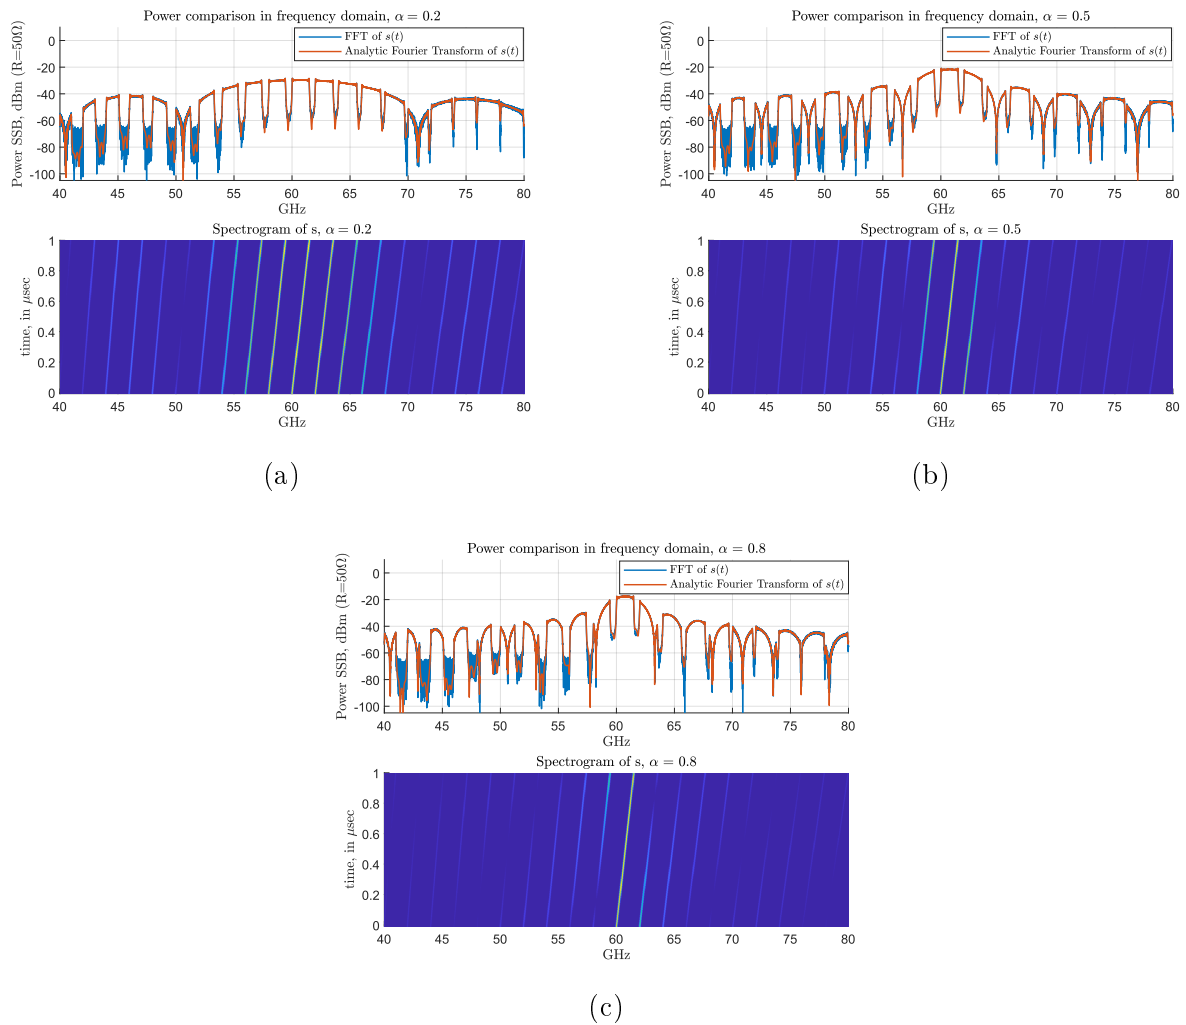 Power comparison in frequency domain, α = 0.2
FFT of s(t)
Analytic Fourier Transform of s(t)
Power SSB, dBm (R=50Ω)
0
-20
-40
-60
-80
-100
40 45 50 55 60 65 70 75 80
GHz
Spectrogram of s, α = 0.2
time, in μsec
1
0.8
0.6
0.4
0.2
0
40 45 50 55 60 65 70 75 80
GHz
(a)
Power comparison in frequency domain, α = 0.5
FFT of s(t)
Analytic Fourier Transform of s(t)
Power SSB, dBm (R=50Ω)
0
-20
-40
-60
-80
-100
40 45 50 55 60 65 70 75 80
GHz
Spectrogram of s, α = 0.5
time, in μsec
1
0.8
0.6
0.4
0.2
0
40 45 50 55 60 65 70 75 80
GHz
(b)
Power comparison in frequency domain, α = 0.8
FFT of s(t)
Analytic Fourier Transform of s(t)
Power SSB, dBm (R=50Ω)
0
-20
-40
-60
-80
-100
40 45 50 55 60 65 70 75 80
GHz
Spectrogram of s, α = 0.8
time, in μsec
1
0.8
0.6
0.4
0.2
0
40 45 50 55 60 65 70 75 80
GHz
(c)